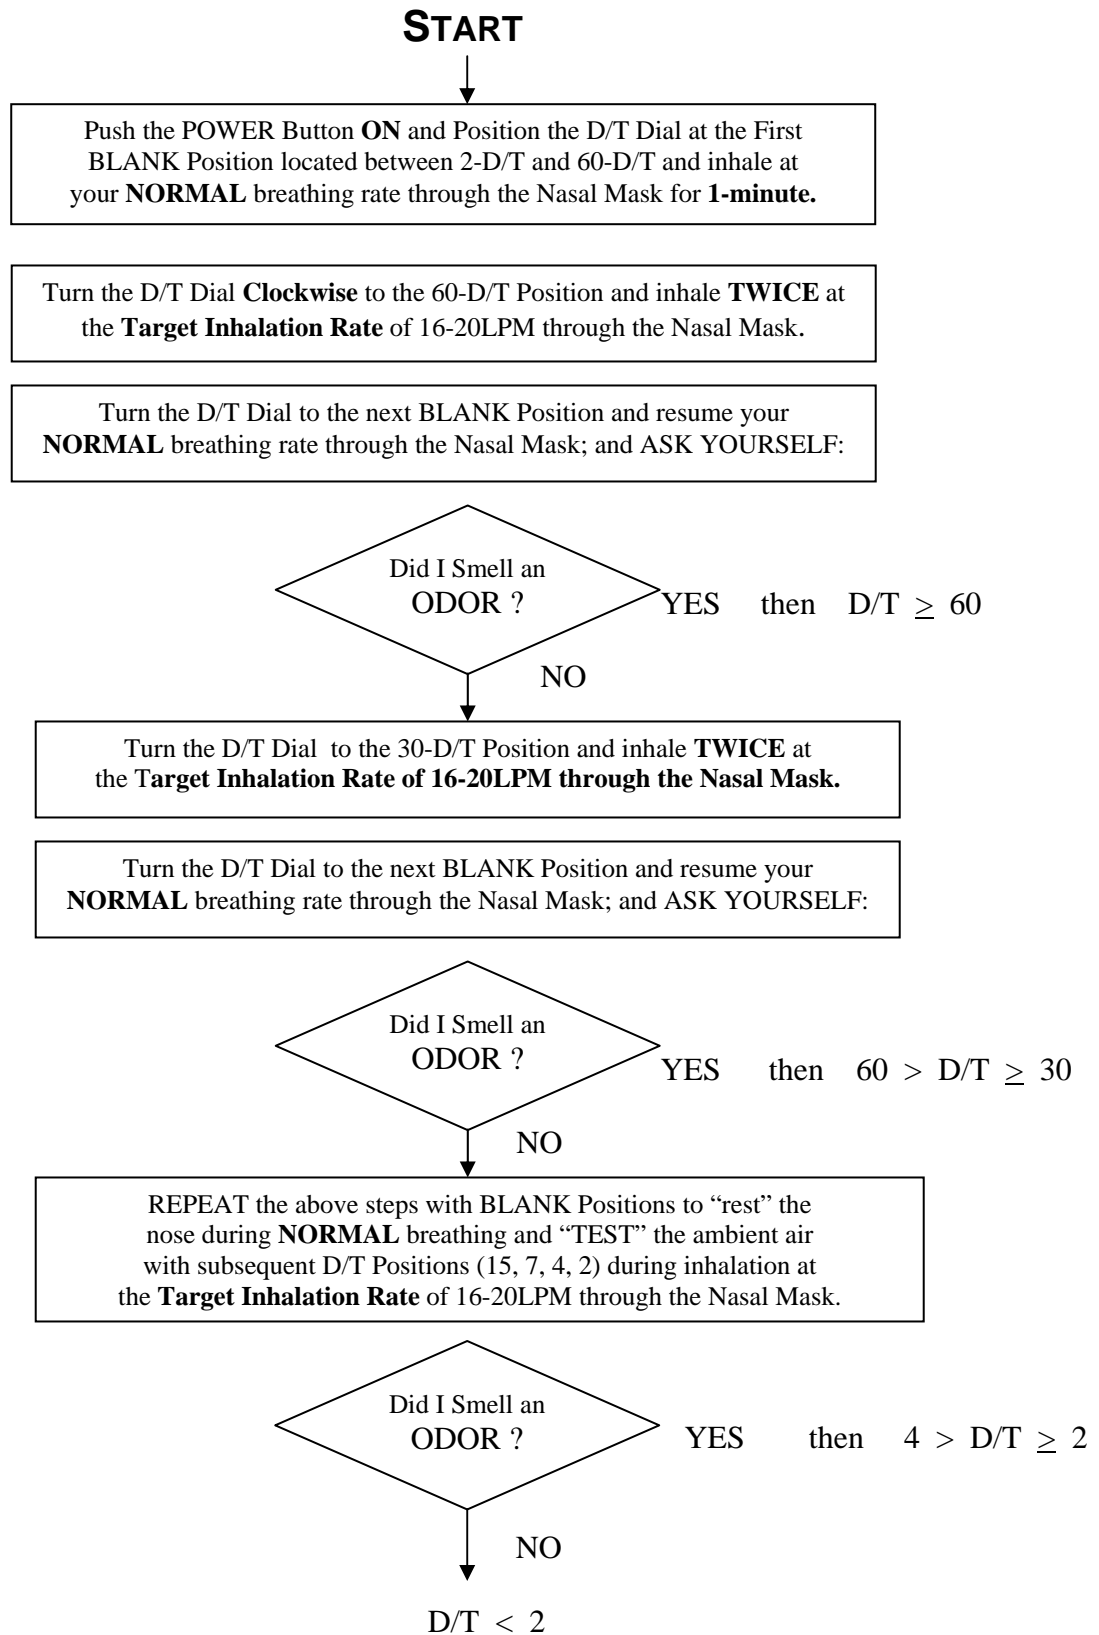 START
Push the POWER Button ON and Position the D/T Dial at the First
BLANK Position located between 2-D/T and 60-D/T and inhale at
your NORMAL breathing rate through the Nasal Mask for 1-minute.
Turn the D/T Dial Clockwise to the 60-D/T Position and inhale TWICE at
the Target Inhalation Rate of 16-20LPM through the Nasal Mask.
Turn the D/T Dial to the next BLANK Position and resume your
NORMAL breathing rate through the Nasal Mask; and ASK YOURSELF:
Did I Smell an
ODOR ?
YES then D/T ≥ 60
NO
Turn the D/T Dial to the 30-D/T Position and inhale TWICE at
the Target Inhalation Rate of 16-20LPM through the Nasal Mask.
Turn the D/T Dial to the next BLANK Position and resume your
NORMAL breathing rate through the Nasal Mask; and ASK YOURSELF:
Did I Smell an
ODOR ?
YES then 60 > D/T ≥ 30
NO
REPEAT the above steps with BLANK Positions to “rest” the
nose during NORMAL breathing and “TEST” the ambient air
with subsequent D/T Positions (15, 7, 4, 2) during inhalation at
the Target Inhalation Rate of 16-20LPM through the Nasal Mask.
Did I Smell an
ODOR ?
YES then 4 > D/T ≥ 2
NO
D/T < 2